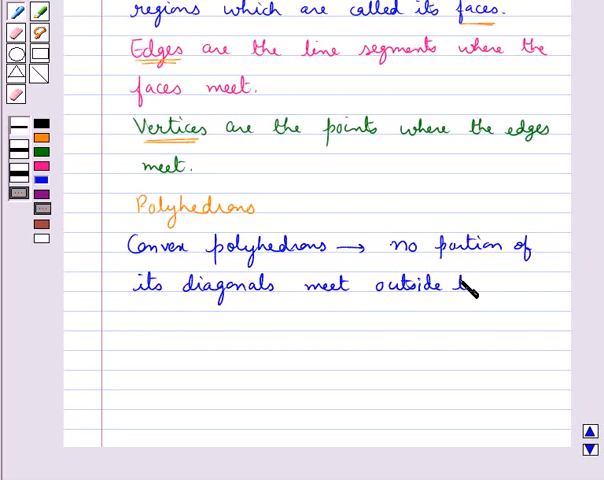 regions which are called its faces.
Edges are the line segments where the
faces meet.
Vertices are the points where the edges
meet.
Polyhedrons
Convex polyhedrons → no portion of
its diagonals meet outside t